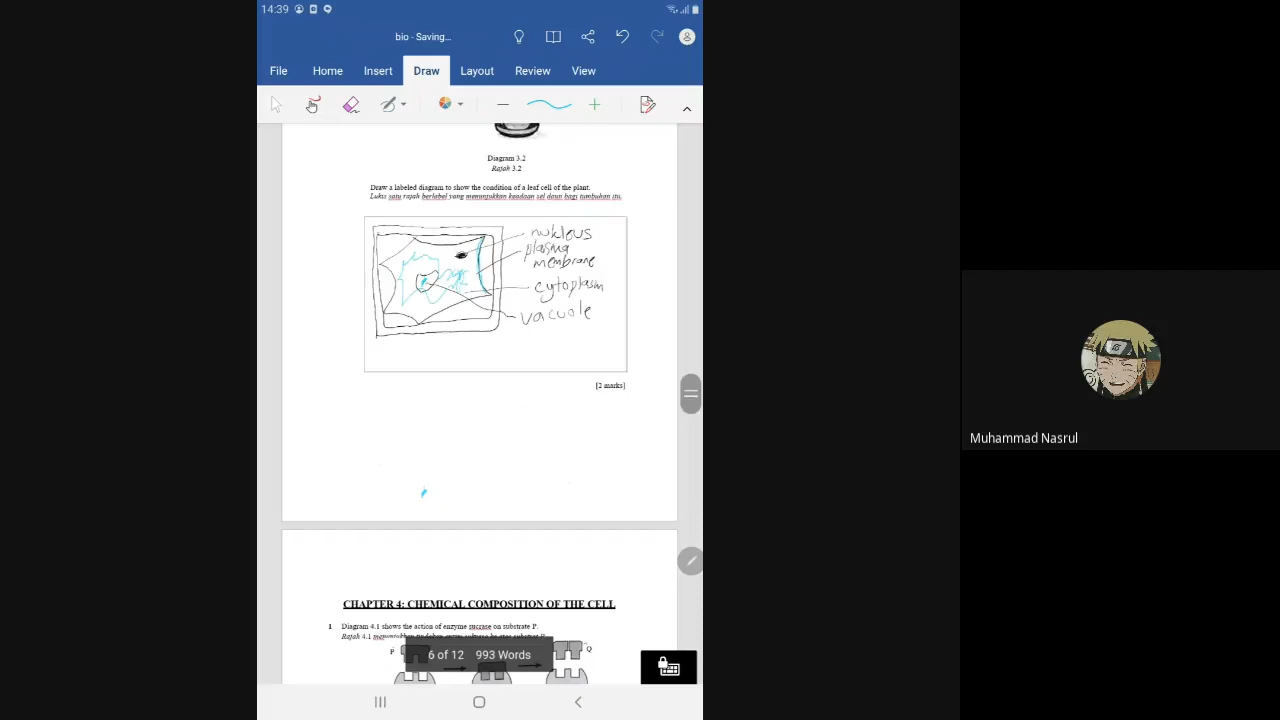 14:39
bio - Saving...
File Home Insert Draw Layout Review View
Diagram 3.2
Rajah 3.2
Draw a labeled diagram to show the condition of a leaf cell of the plant.
Lukis satu rajah berlabel yang menunjukkan keadaan sel daun bagi tumbuhan itu.
nukleus
plasma
membrane
cytoplasm
vacuole
[2 marks]
Muhammad Nasrul
CHAPTER 4: CHEMICAL COMPOSITION OF THE CELL
1 Diagram 4.1 shows the action of enzyme sucrase on substrate P.
Rajah 4.1
P
6 of 12 993 Words
Q